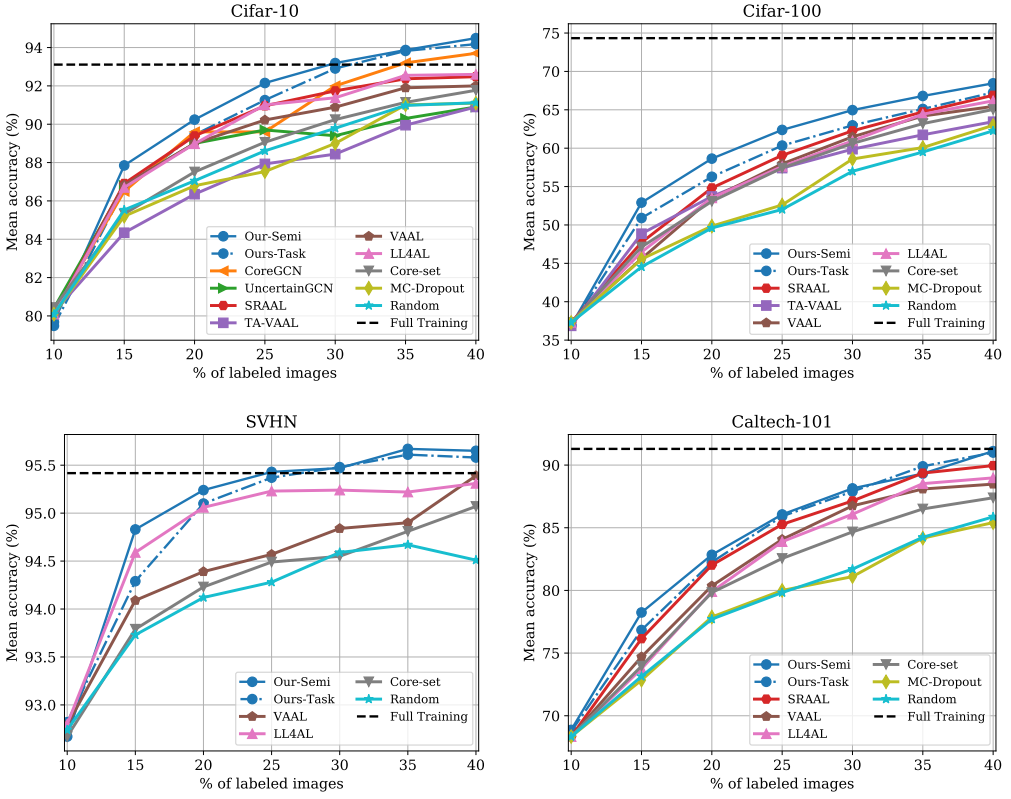 Cifar-10
Mean accuracy (%)
94
92
90
88
86
84
82
80
10 15 20 25 30 35 40
% of labeled images
Our-Semi
Ours-Task
CoreGCN
UncertainGCN
SRAAL
TA-VAAL
VAAL
LL4AL
Core-set
MC-Dropout
Random
Full Training
Cifar-100
Mean accuracy (%)
75
70
65
60
55
50
45
40
35
10 15 20 25 30 35 40
% of labeled images
Ours-Semi
Ours-Task
SRAAL
TA-VAAL
VAAL
LL4AL
Core-set
MC-Dropout
Random
Full Training
SVHN
Mean accuracy (%)
95.5
95.0
94.5
94.0
93.5
93.0
10 15 20 25 30 35 40
% of labeled images
Our-Semi
Ours-Task
VAAL
LL4AL
Core-set
Random
Full Training
Caltech-101
Mean accuracy (%)
90
85
80
75
70
10 15 20 25 30 35 40
% of labeled images
Ours-Semi
Ours-Task
SRAAL
VAAL
LL4AL
Core-set
MC-Dropout
Random
Full Training